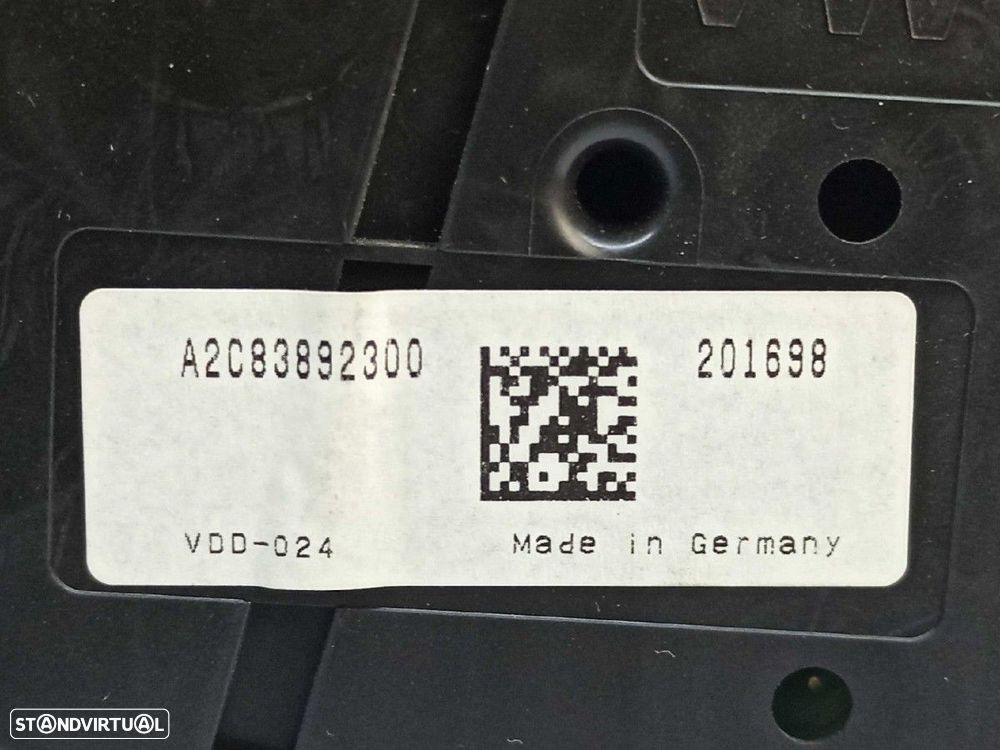 A2C83892300 201698
VDD-024 Made in Germany
STANDVIRTUAL